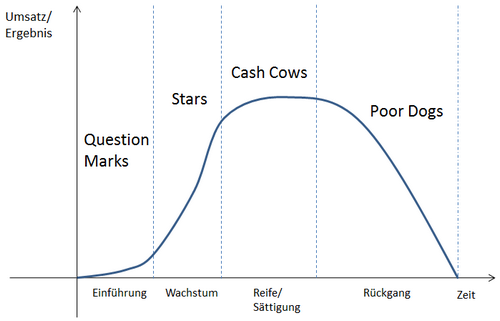 Umsatz/
Ergebnis
Cash Cows
Stars
Poor Dogs
Question
Marks
Einführung
Wachstum
Reife/
Sättigung
Rückgang
Zeit